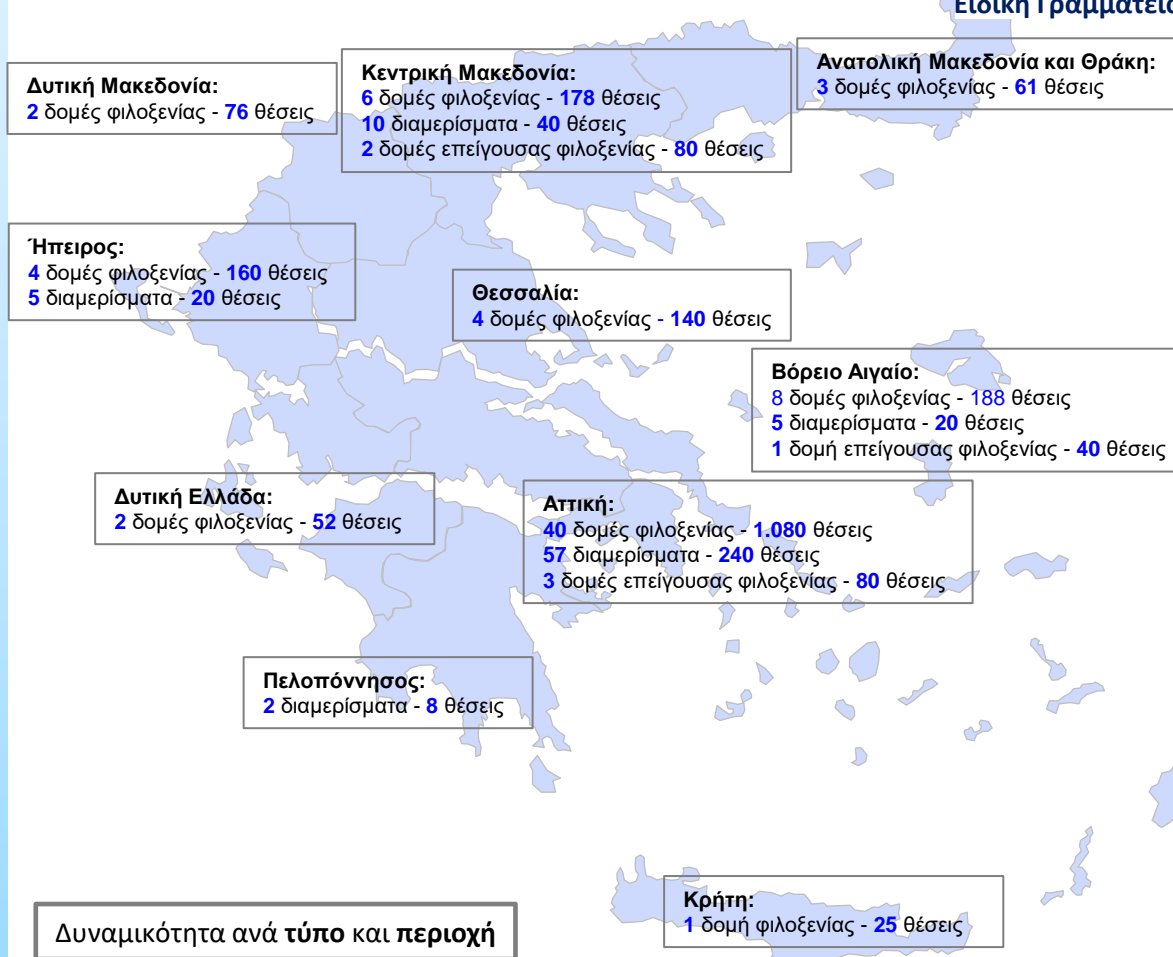 Ειδική Γραμματεία
Δυτική Μακεδονία:
2 δομές φιλοξενίας - 76 θέσεις
Κεντρική Μακεδονία:
6 δομές φιλοξενίας - 178 θέσεις
10 διαμερίσματα - 40 θέσεις
2 δομές επείγουσας φιλοξενίας - 80 θέσεις
Ανατολική Μακεδονία και Θράκη:
3 δομές φιλοξενίας - 61 θέσεις
Ήπειρος:
4 δομές φιλοξενίας - 160 θέσεις
5 διαμερίσματα - 20 θέσεις
Θεσσαλία:
4 δομές φιλοξενίας - 140 θέσεις
Βόρειο Αιγαίο:
8 δομές φιλοξενίας - 188 θέσεις
5 διαμερίσματα - 20 θέσεις
1 δομή επείγουσας φιλοξενίας - 40 θέσεις
Δυτική Ελλάδα:
2 δομές φιλοξενίας - 52 θέσεις
Αττική:
40 δομές φιλοξενίας - 1.080 θέσεις
57 διαμερίσματα - 240 θέσεις
3 δομές επείγουσας φιλοξενίας - 80 θέσεις
Πελοπόννησος:
2 διαμερίσματα - 8 θέσεις
Κρήτη:
1 δομή φιλοξενίας - 25 θέσεις
Δυναμικότητα ανά τύπο και περιοχή